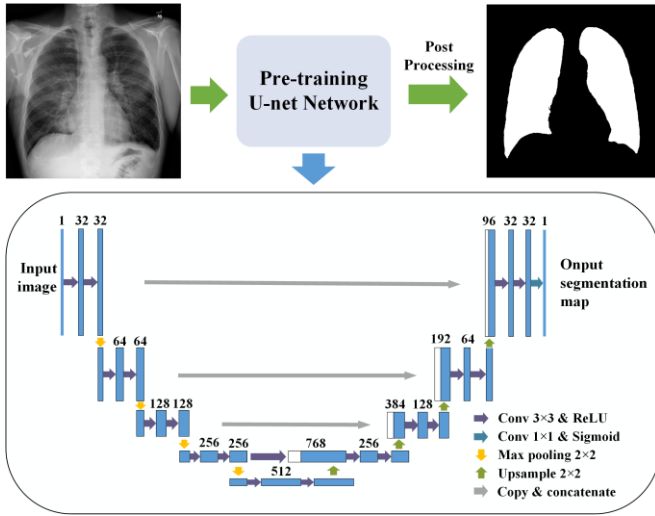 Pre-training
U-net Network
Post
Processing
1 32 32
96 32 32 1
Input
image
Onput
segmentation
map
64 64
192 64
128 128
384 128
256 256
768 256
512
Conv 3×3 & ReLU
Conv 1×1 & Sigmoid
Max pooling 2×2
Upsample 2×2
Copy & concatenate